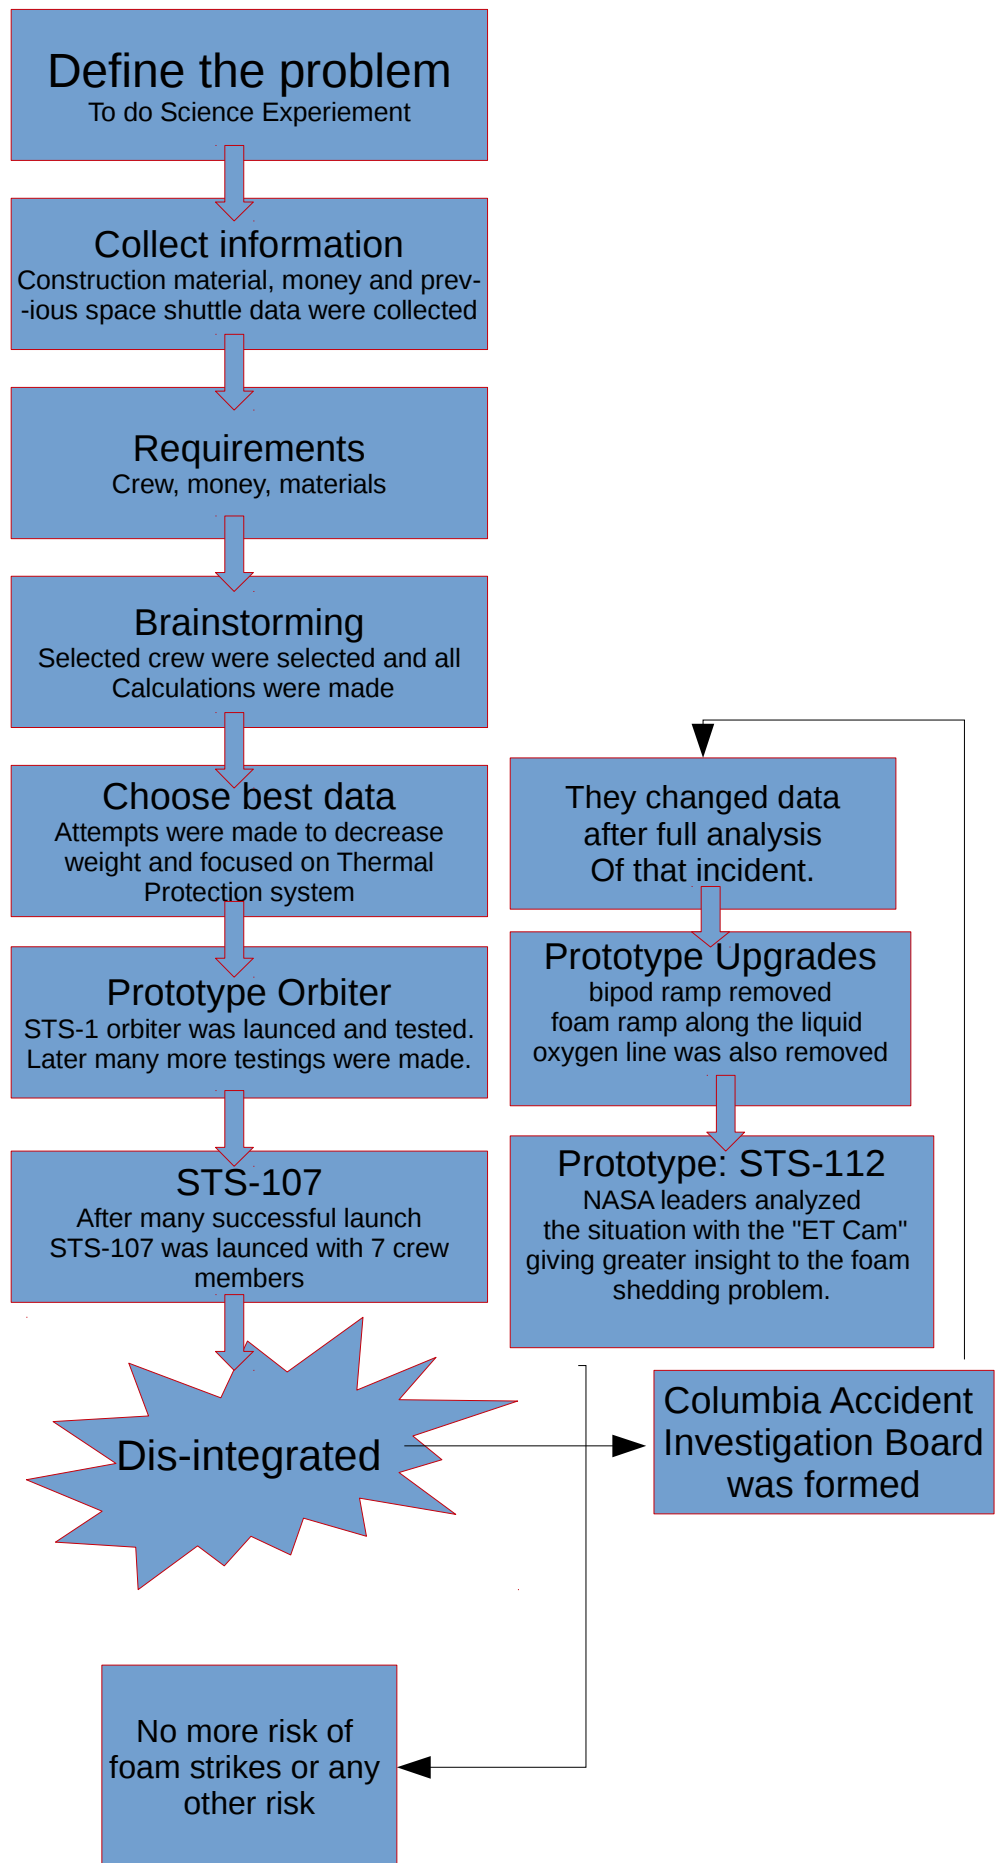 Define the problem
To do Science Experiement
Collect information
Construction material, money and prev-
-ious space shuttle data were collected
Requirements
Crew, money, materials
Brainstorming
Selected crew were selected and all
Calculations were made
Choose best data
Attempts were made to decrease
weight and focused on Thermal
Protection system
Prototype Orbiter
STS-1 orbiter was launced and tested.
Later many more testings were made.
STS-107
After many successful launch
STS-107 was launced with 7 crew
members
Dis-integrated
Columbia Accident
Investigation Board
was formed
They changed data
after full analysis
Of that incident.
Prototype Upgrades
bipod ramp removed
foam ramp along the liquid
oxygen line was also removed
Prototype: STS-112
NASA leaders analyzed
the situation with the "ET Cam"
giving greater insight to the foam
shedding problem.
No more risk of
foam strikes or any
other risk